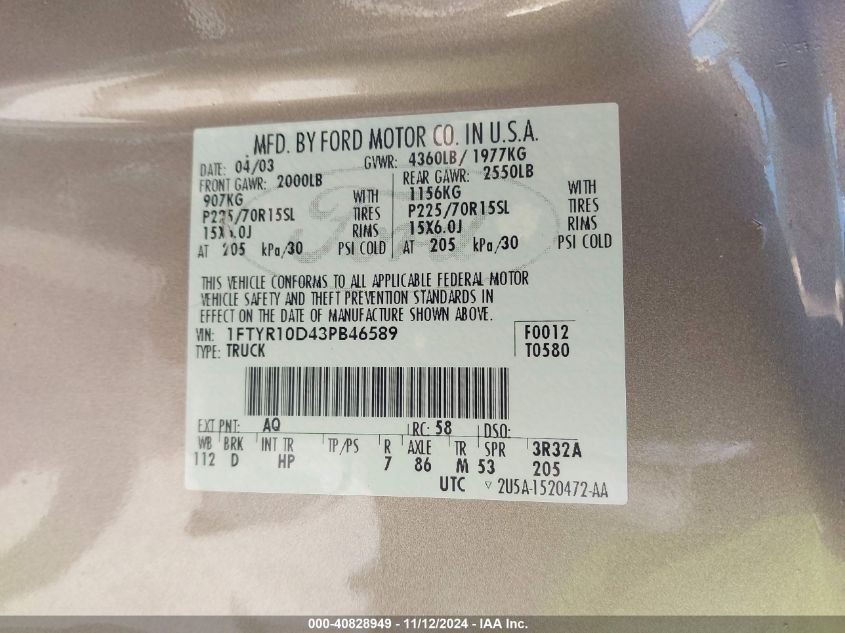 MFD. BY FORD MOTOR CO. IN U.S.A.
DATE: 04/03 GVWR: 4360LB/ 1977KG
FRONT GAWR: 2000LB REAR GAWR: 2550LB
907KG WITH 1156KG WITH
P225/70R15SL TIRES P225/70R15SL TIRES
15X6.0J RIMS 15X6.0J RIMS
AT 205 kPa/30 PSI COLD AT 205 kPa/30 PSI COLD
Ford
THIS VEHICLE CONFORMS TO ALL APPLICABLE FEDERAL MOTOR
VEHICLE SAFETY AND THEFT PREVENTION STANDARDS IN
EFFECT ON THE DATE OF MANUFACTURE SHOWN ABOVE.
VIN: 1FTYR10D43PB46589 F0012
TYPE: TRUCK T0580
EXT PNT: AQ RC: 58 DSO:
WB BRK INT TR TP/PS R AXLE TR SPR 3R32A
112 D HP 7 86 M 53 205
UTC ▽ 2U5A-1520472-AA
000-40828949 - 11/12/2024 - IAA Inc.